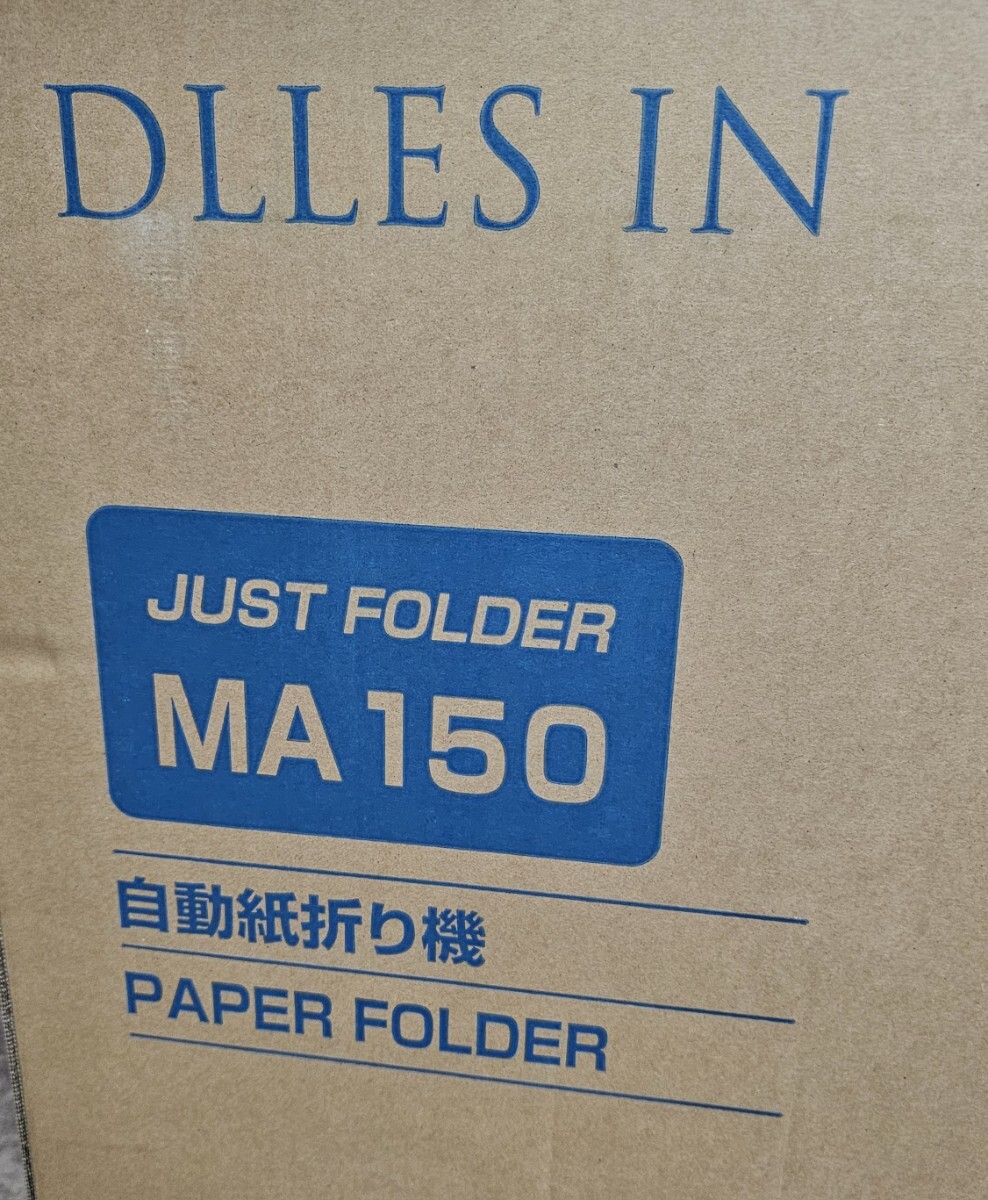 DLLES IN
JUST FOLDER
MA150
自動紙折り機
PAPER FOLDER